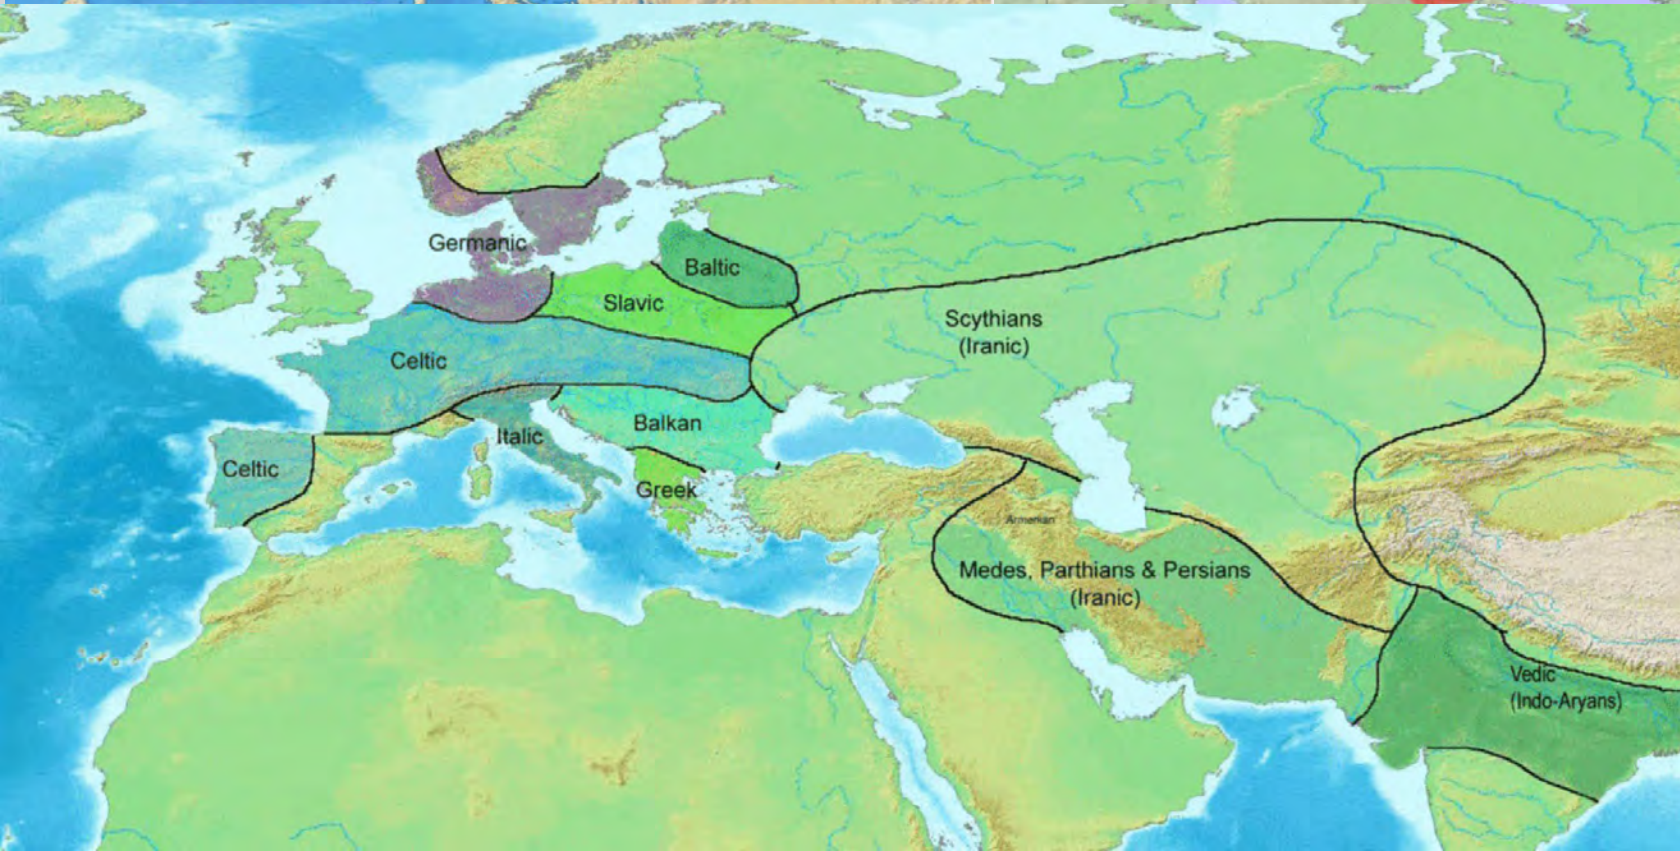 Germanic
Baltic
Slavic
Scythians
(Iranic)
Celtic
Balkan
Italic
Celtic
Greek
Armenian
Medes, Parthians & Persians
(Iranic)
Vedic
(Indo-Aryans)